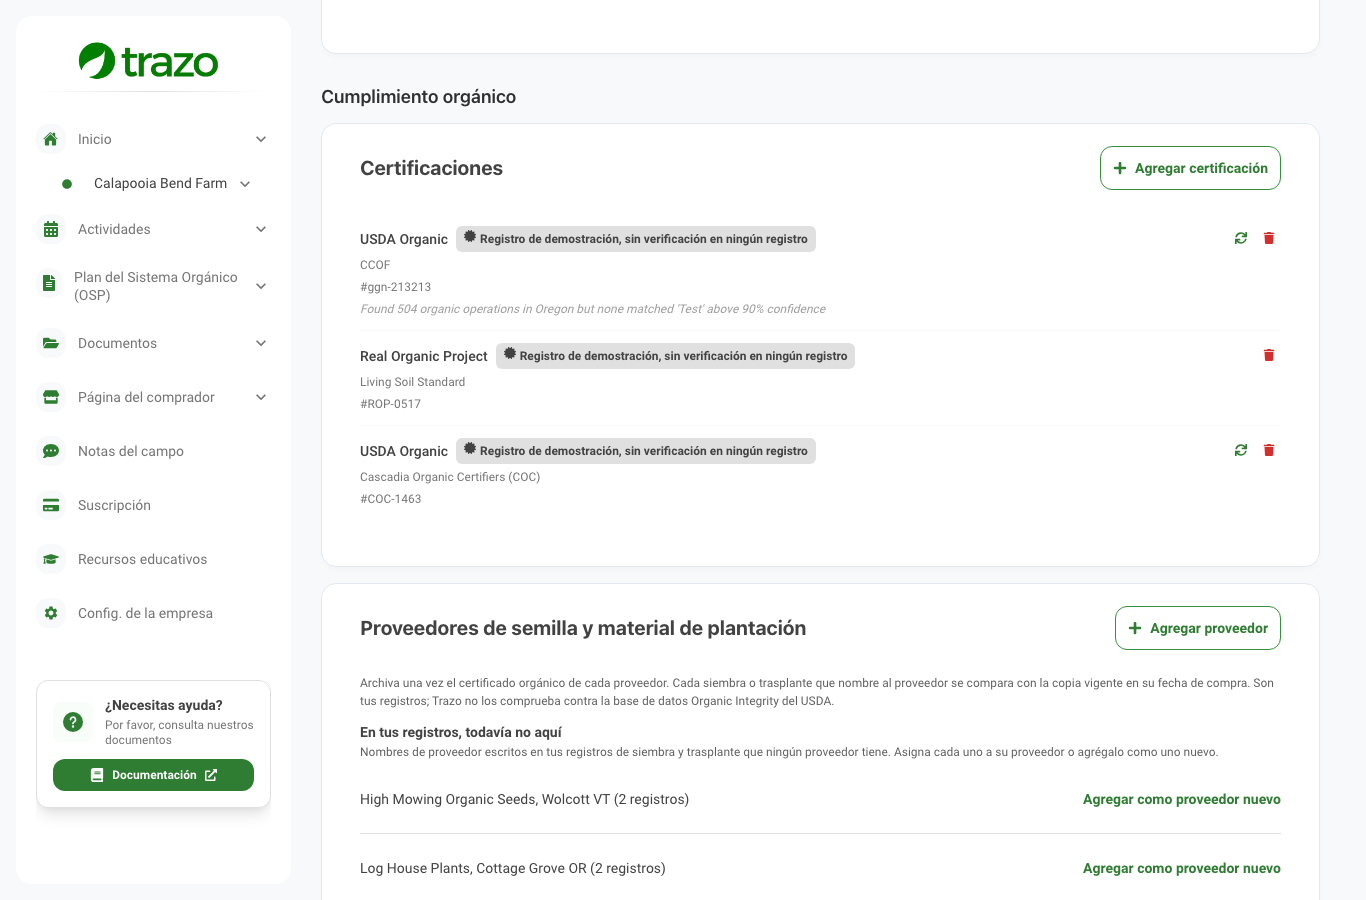 trazo
Inicio
Calapooia Bend Farm
Actividades
Plan del Sistema Orgánico
(OSP)
Documentos
Página del comprador
Notas del campo
Suscripción
Recursos educativos
Config. de la empresa
¿Necesitas ayuda?
Por favor, consulta nuestros
documentos
Documentación
Cumplimiento orgánico
Certificaciones
Agregar certificación
USDA Organic Registro de demostración, sin verificación en ningún registro
CCOF
#ggn-213213
Found 504 organic operations in Oregon but none matched 'Test' above 90% confidence
Real Organic Project Registro de demostración, sin verificación en ningún registro
Living Soil Standard
#ROP-0517
USDA Organic Registro de demostración, sin verificación en ningún registro
Cascadia Organic Certifiers (COC)
#COC-1463
Proveedores de semilla y material de plantación
Agregar proveedor
Archiva una vez el certificado orgánico de cada proveedor. Cada siembra o trasplante que nombre al proveedor se compara con la copia vigente en su fecha de compra. Son
tus registros; Trazo no los comprueba contra la base de datos Organic Integrity del USDA.
En tus registros, todavía no aquí
Nombres de proveedor escritos en tus registros de siembra y trasplante que ningún proveedor tiene. Asigna cada uno a su proveedor o agrégalo como uno nuevo.
High Mowing Organic Seeds, Wolcott VT (2 registros)
Agregar como proveedor nuevo
Log House Plants, Cottage Grove OR (2 registros)
Agregar como proveedor nuevo